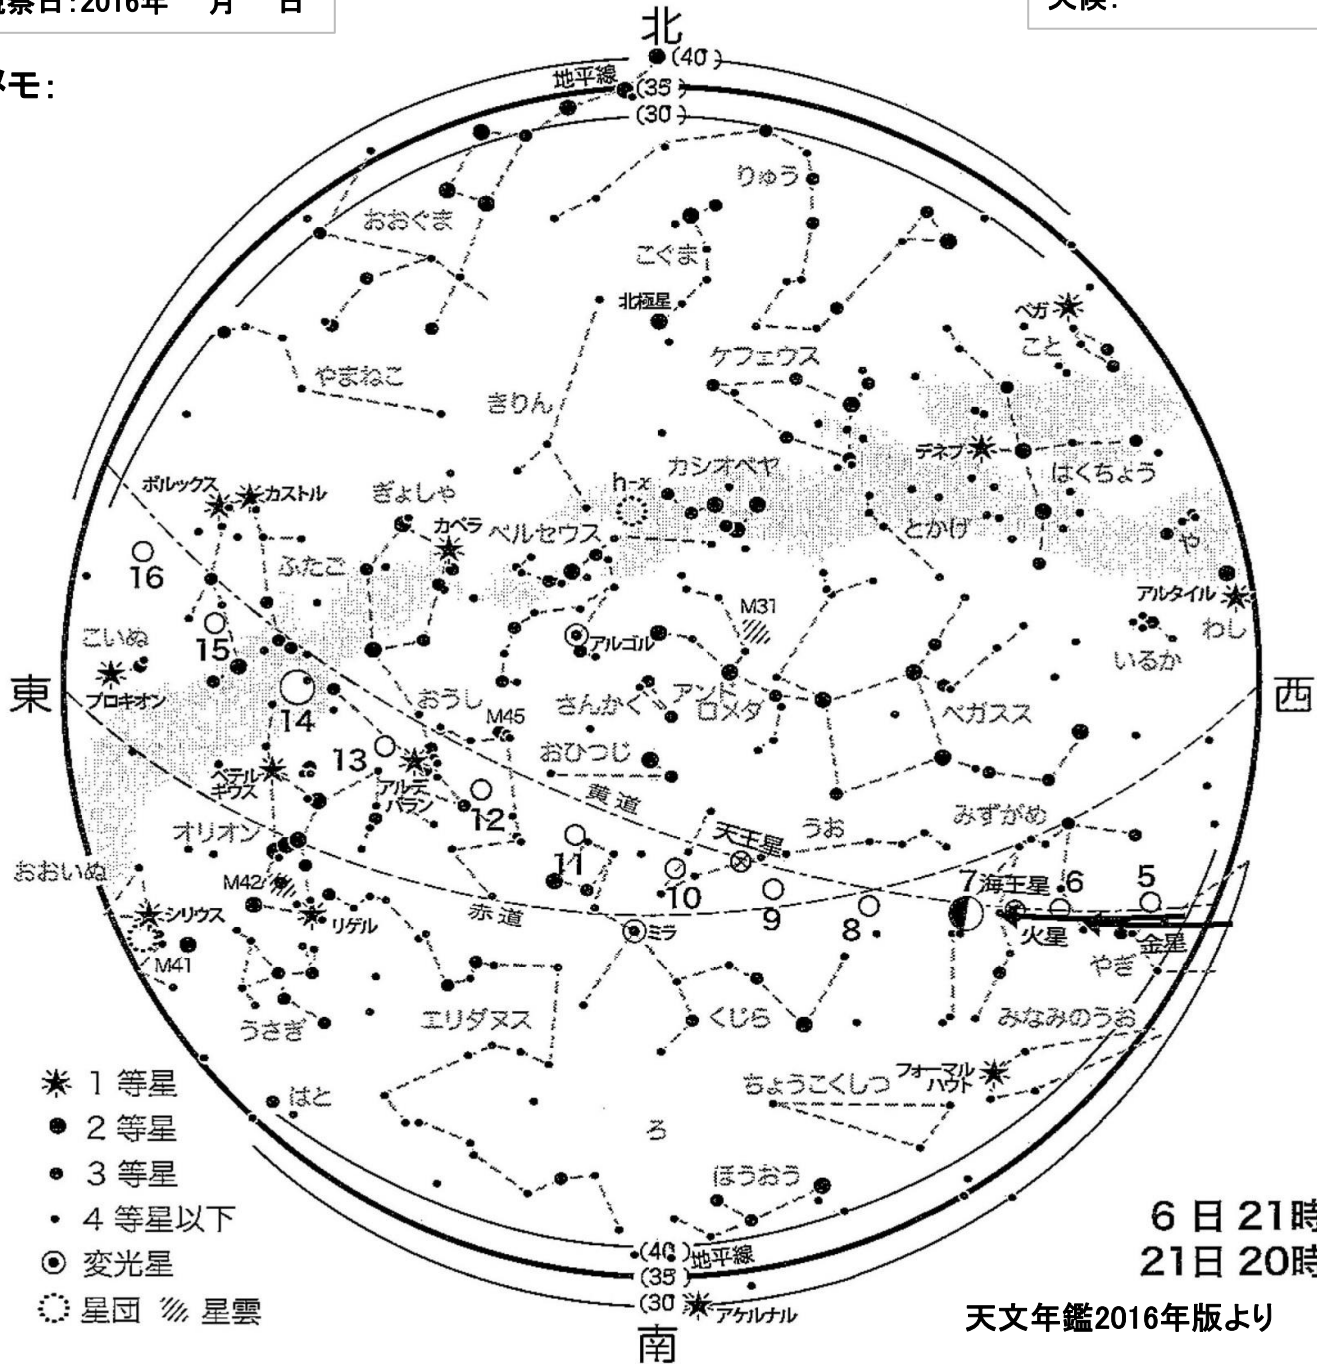 観察日:2016年 月 日
天候:
メモ:
北
(40)
地平線
(35)
(30)
りゅう
おおぐま
こぐま
北極星
ベガ
こと
ケフェウス
やまねこ
きりん
デネブ
はくちょう
カシオペヤ
h-χ
ポルックス
カストル
ぎょしゃ
カペラ
ペルセウス
とかげ
や
16
ふたご
M31
アルタイル
わし
こいぬ
15
アルゴル
いるか
プロキオン
東
西
14
おうし
M45
さんかく
アンド
ロメダ
ペガスス
13
おひつじ
ベテル
ギウス
アルデ
バラン
12
黄道
天王星
うお
みずがめ
オリオン
11
10
9
8
7
海王星
6
5
おおいぬ
M42
シリウス
リゲル
赤道
ミラ
火星
金星
やぎ
M41
うさぎ
エリダヌス
くじら
みなみのうお
フォーマル
ハウト
ちょうこくしつ
はと
ろ
ほうおう
1等星
2等星
3等星
4等星以下
変光星
星団
星雲
(40)
地平線
(35)
(30)
アケルナル
南
6日21時
21日20時
天文年鑑2016年版より